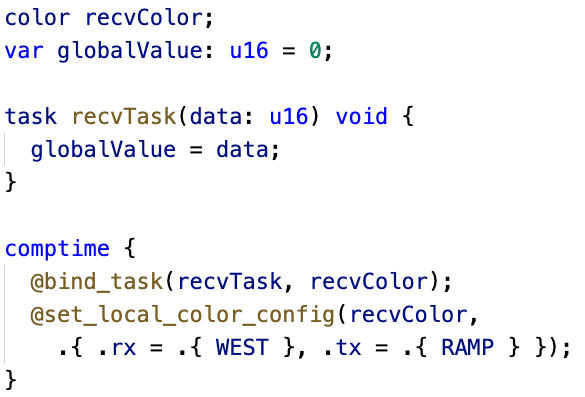 color recvColor;
var globalValue: u16 = 0;

task recvTask(data: u16) void {
  globalValue = data;
}

comptime {
  @bind_task(recvTask, recvColor);
  @set_local_color_config(recvColor,
    .{ .rx = .{ WEST }, .tx = .{ RAMP } });
}